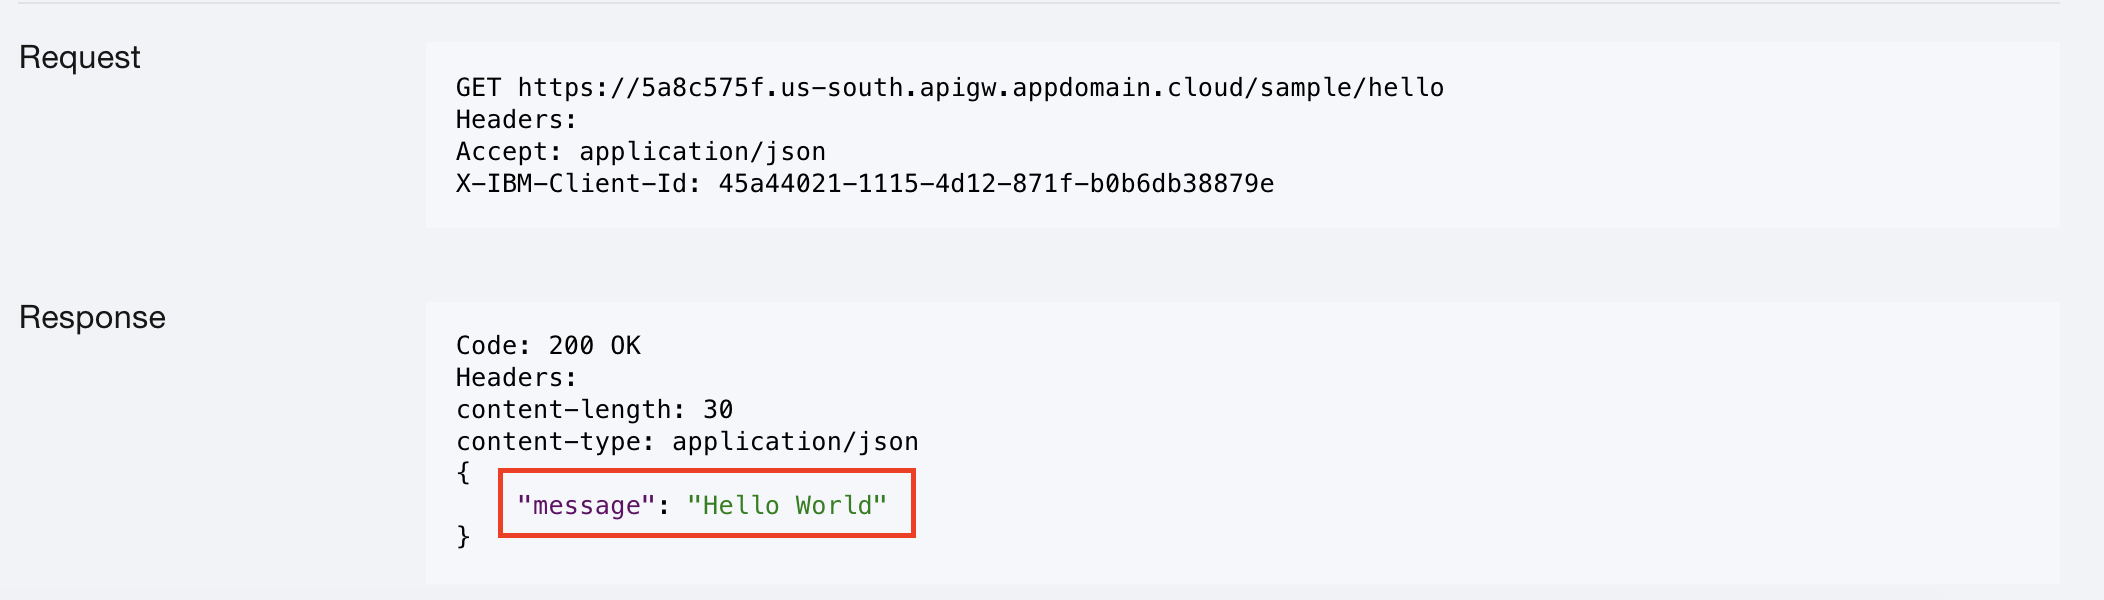 Request
GET https://5a8c575f.us-south.apigw.appdomain.cloud/sample/hello
Headers:
Accept: application/json
X-IBM-Client-Id: 45a44021-1115-4d12-871f-b0b6db38879e
Response
Code: 200 OK
Headers:
content-length: 30
content-type: application/json
{
"message": "Hello World"
}